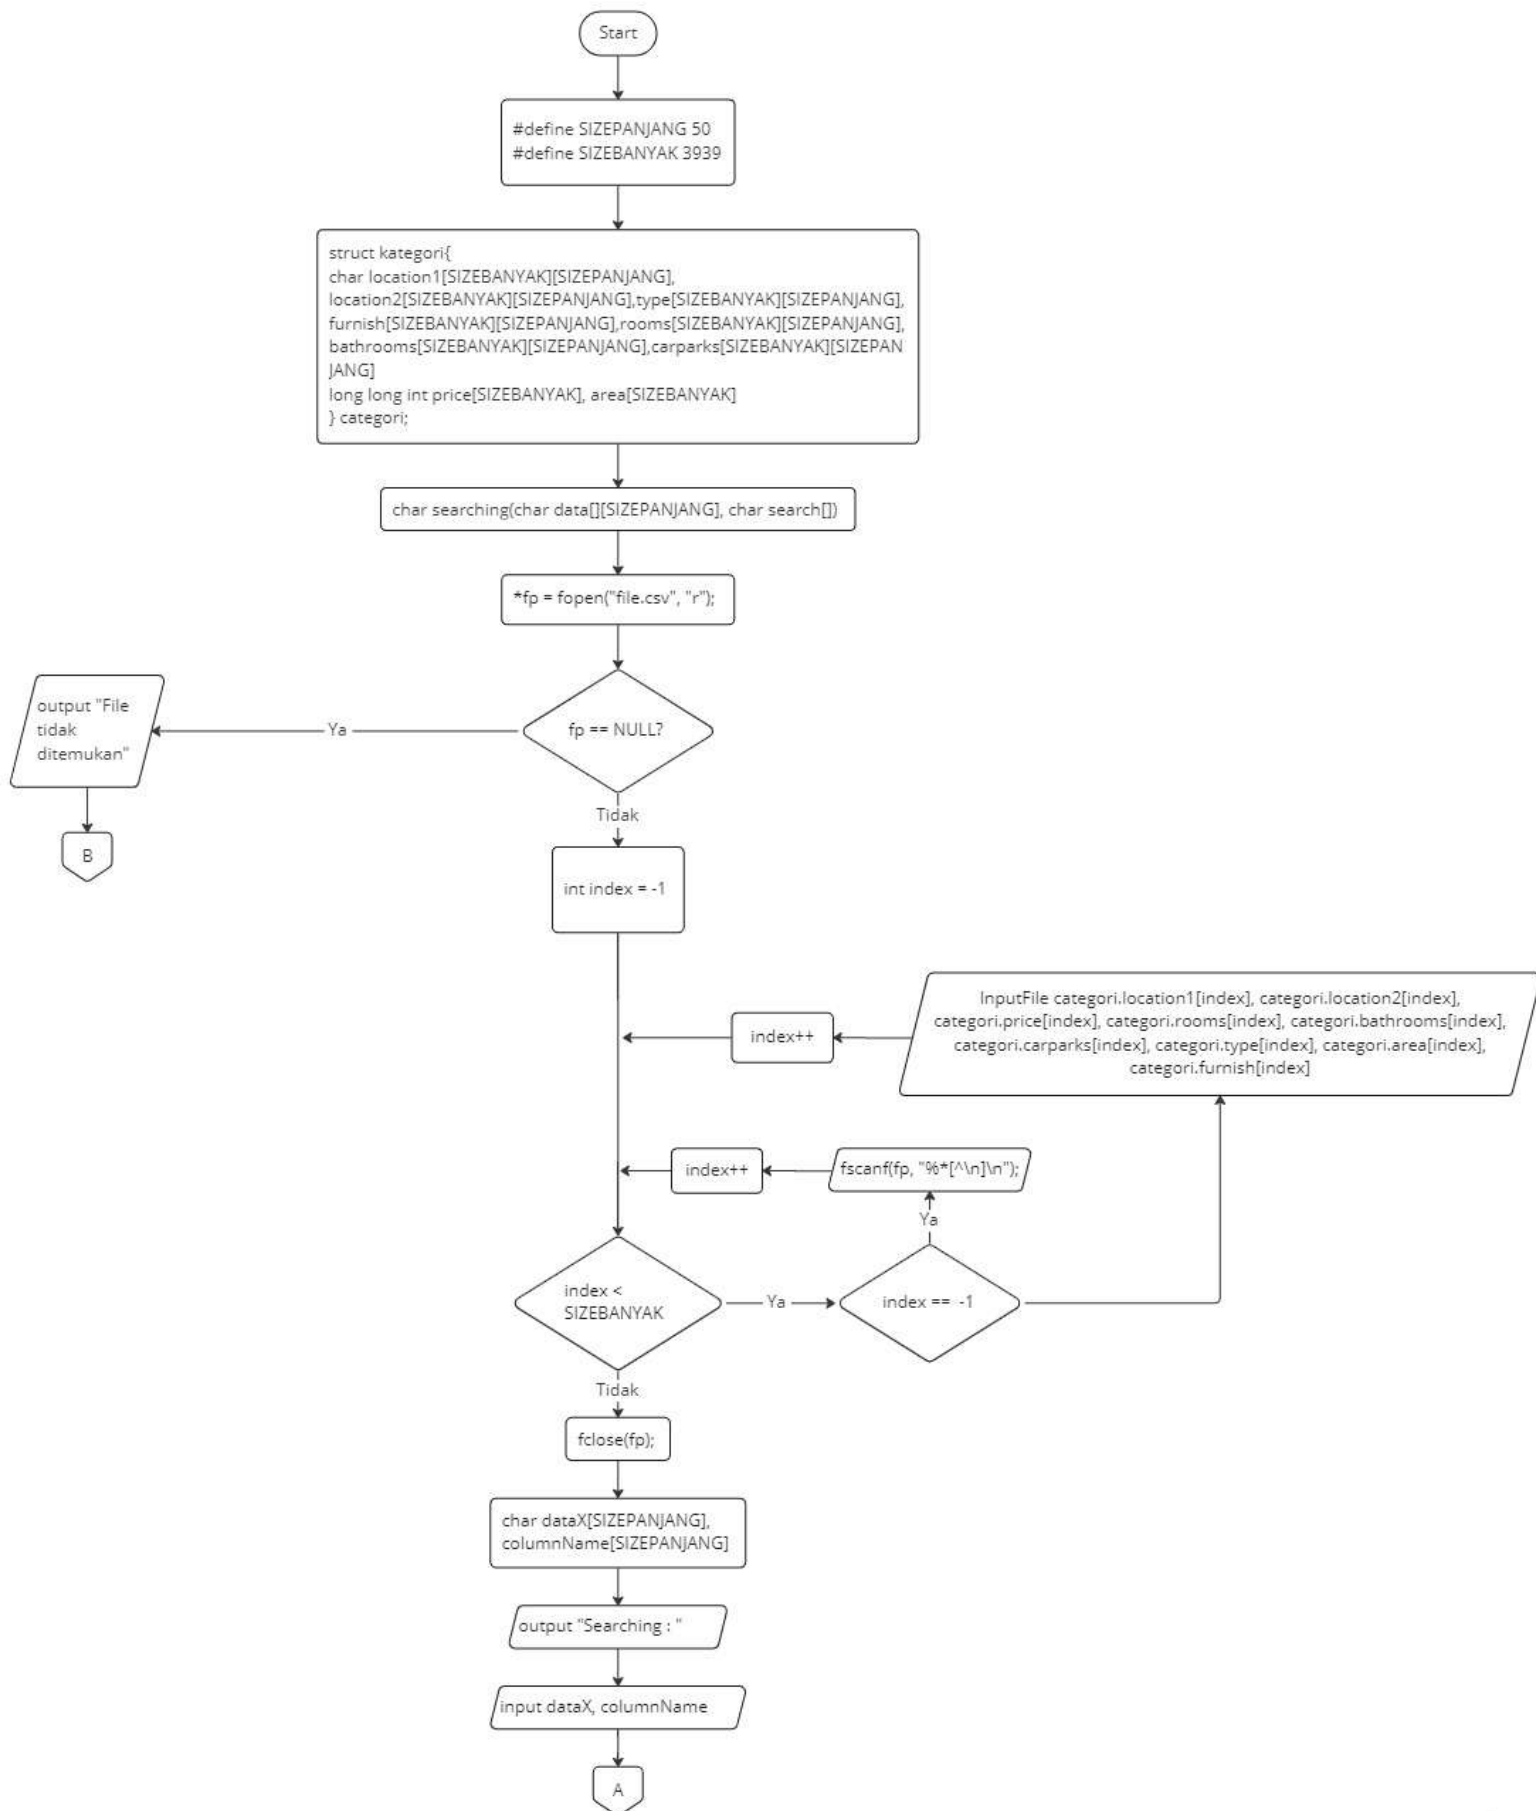 Start
#define SIZEPANJANG 50
#define SIZEBANYAK 3939
struct kategori{
char location1[SIZEBANYAK][SIZEPANJANG],
location2[SIZEBANYAK][SIZEPANJANG],type[SIZEBANYAK][SIZEPANJANG],
furnish[SIZEBANYAK][SIZEPANJANG],rooms[SIZEBANYAK][SIZEPANJANG],
bathrooms[SIZEBANYAK][SIZEPANJANG],carparks[SIZEBANYAK][SIZEPAN
JANG]
long long int price[SIZEBANYAK], area[SIZEBANYAK]
} categori;
char searching(char data[][SIZEPANJANG], char search[])
*fp = fopen("file.csv", "r");
fp == NULL?
Ya
output "File
tidak
ditemukan"
B
Tidak
int index = -1
InputFile categori.location1[index], categori.location2[index],
categori.price[index], categori.rooms[index], categori.bathrooms[index],
categori.carparks[index], categori.type[index], categori.area[index],
categori.furnish[index]
index++
index++
fscanf(fp, "%*[^\n]\n");
Ya
index <
SIZEBANYAK
Ya
index == -1
Tidak
fclose(fp);
char dataX[SIZEPANJANG],
columnName[SIZEPANJANG]
output "Searching : "
input dataX, columnName
A